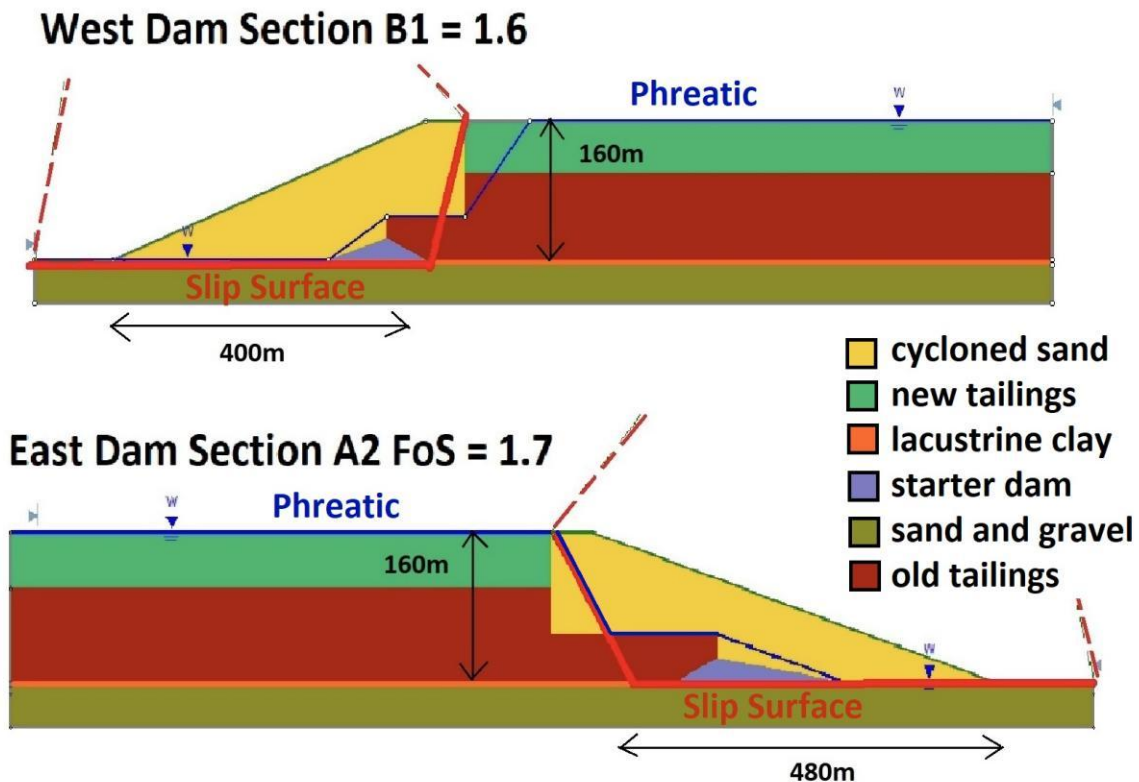 West Dam Section B1 = 1.6
Phreatic
W
160m
W
Slip Surface
400m
cycloned sand
new tailings
lacustrine clay
starter dam
sand and gravel
old tailings
East Dam Section A2 FoS = 1.7
Phreatic
W
160m
W
Slip Surface
480m